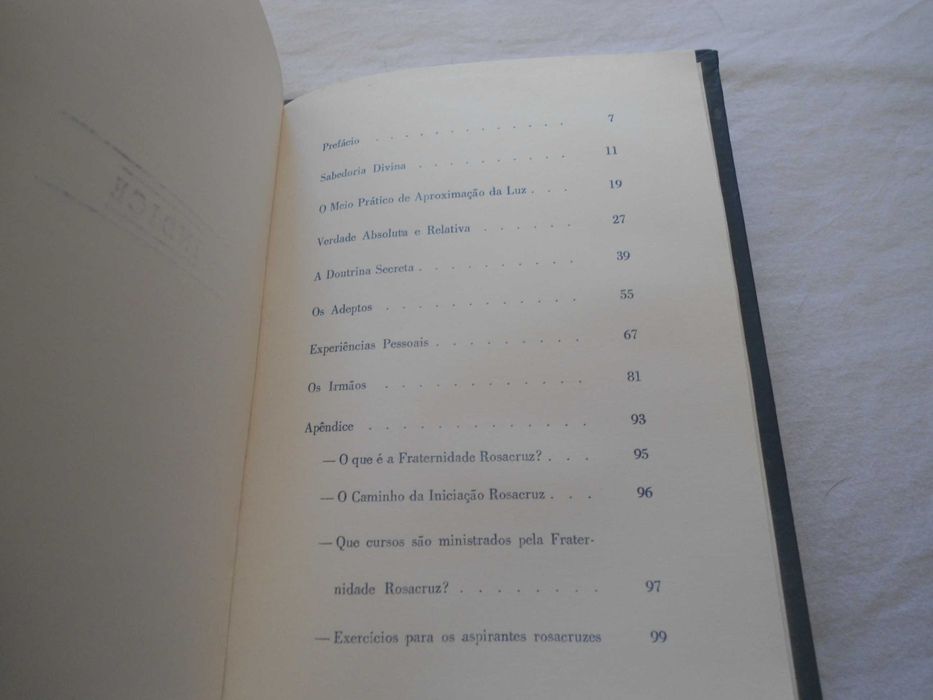 INDICE
Prefácio . . . . . . . . . . . . . 7
Sabedoria Divina . . . . . . . . . . 11
O Meio Prático de Aproximação da Luz . . . 19
Verdade Absoluta e Relativa . . . . . . 27
A Doutrina Secreta . . . . . . . . . . 39
Os Adeptos . . . . . . . . . . . . 55
Experiências Pessoais . . . . . . . . . 67
Os Irmãos . . . . . . . . . . . . 81
Apêndice . . . . . . . . . . . . . 93
— O que é a Fraternidade Rosacruz? . . . 95
— O Caminho da Iniciação Rosacruz . . . 96
— Que cursos são ministrados pela Frater-
nidade Rosacruz? . . . . . . . . 97
— Exercícios para os aspirantes rosacruzes 99